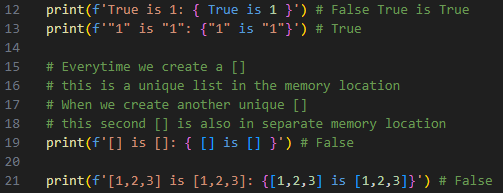 12 print(f'True is 1: { True is 1 }') # False True is True
13 print(f'"1" is "1": {"1" is "1"}') # True
14
15 # Everytime we create a []
16 # this is a unique list in the memory location
17 # When we create another unique []
18 # this second [] is also in separate memory location
19 print(f'[] is []: { [] is [] }') # False
20
21 print(f'[1,2,3] is [1,2,3]: {[1,2,3] is [1,2,3]}') # False